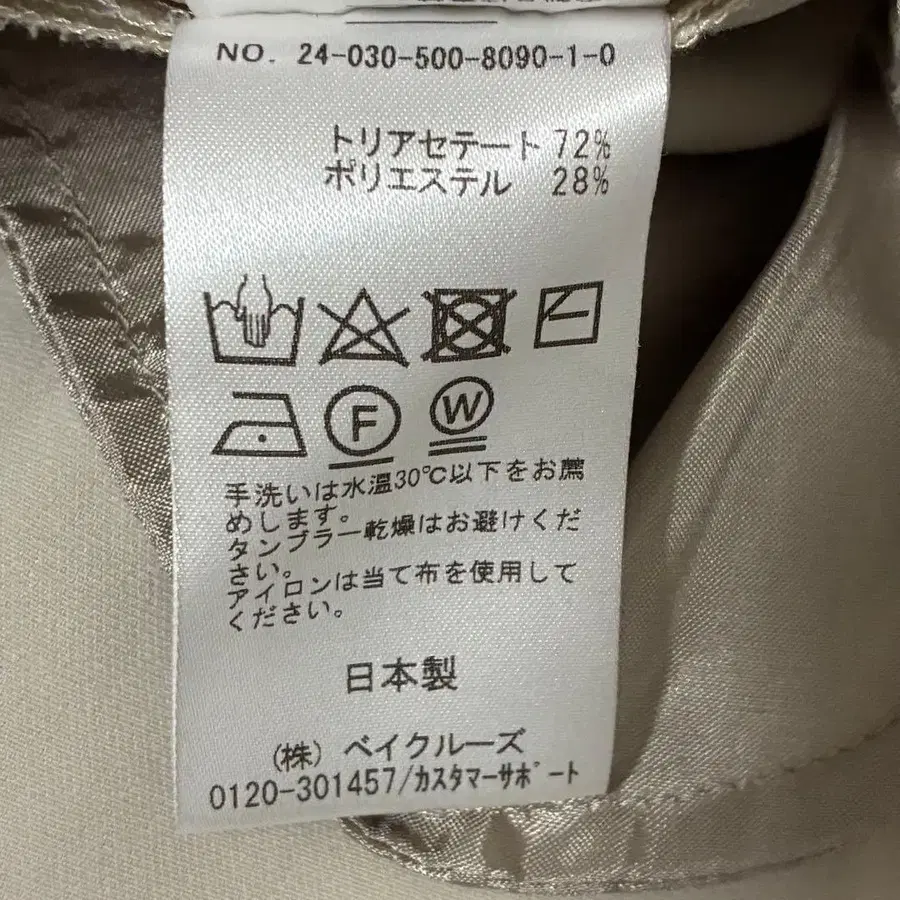 NO. 24-030-500-8090-1-0
トリアセテート 72%
ポリエステル 28%
F W
手洗いは水温30℃以下をお薦
めします。
タンブラー乾燥はお避けくだ
さい。
アイロンは当て布を使用して
ください。
日本製
(株) ベイクルーズ
0120-301457/カスタマーサポート